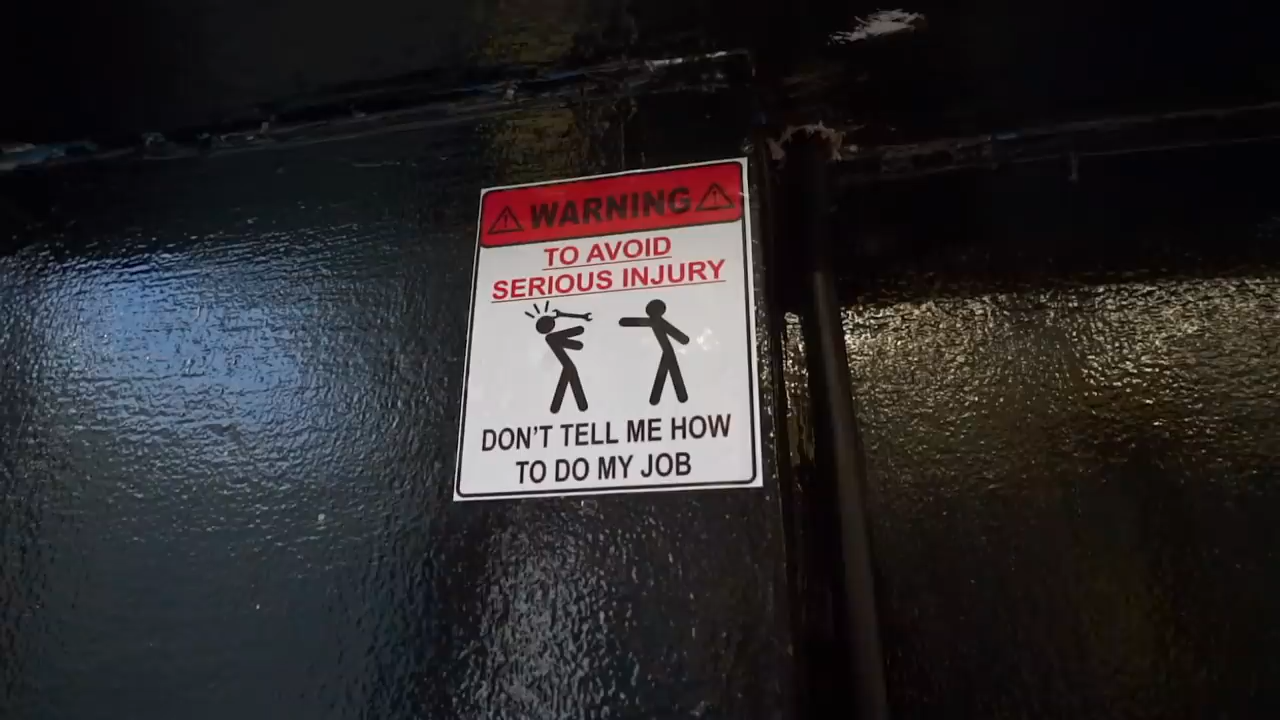 WARNING
TO AVOID
SERIOUS INJURY
DON'T TELL ME HOW
TO DO MY JOB